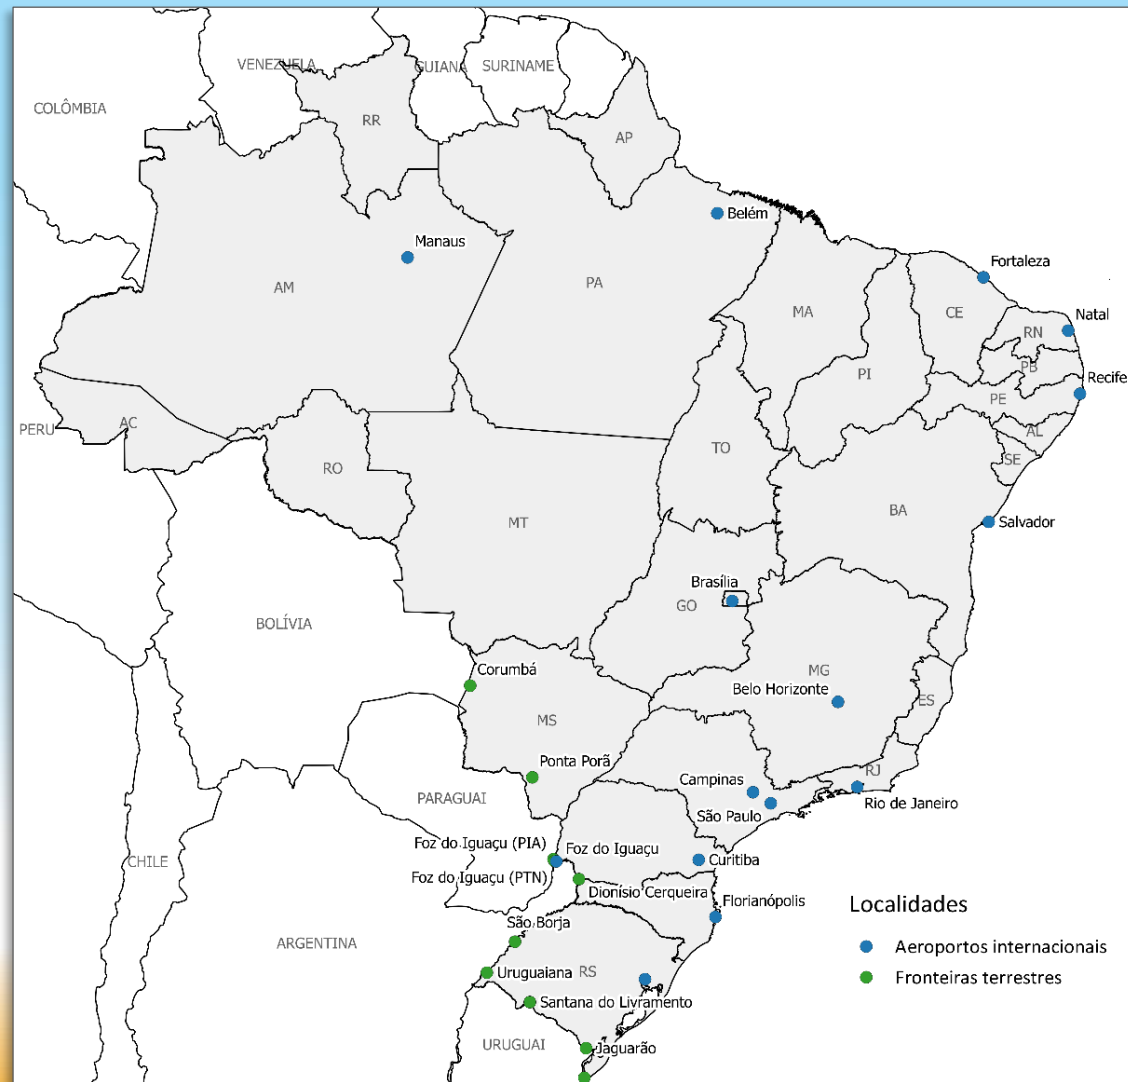 VENEZUELA
GUIANA
SURINAME
COLÔMBIA
RR
AP
Belém
Manaus
Fortaleza
AM
PA
MA
CE
Natal
RN
PB
PI
Recife
PE
PERU
AC
AL
TO
SE
RO
MT
BA
Salvador
Brasília
GO
BOLÍVIA
Corumbá
MG
Belo Horizonte
ES
MS
Ponta Porã
RJ
Campinas
PARAGUAI
Rio de Janeiro
São Paulo
Foz do Iguaçu (PIA)
Foz do Iguaçu
CHILE
Curitiba
Foz do Iguaçu (PTN)
Dionísio Cerqueira
Florianópolis
Localidades
São Borja
ARGENTINA
Aeroportos internacionais
Uruguaiana
RS
Fronteiras terrestres
Santana do Livramento
URUGUAI
Jaguarão